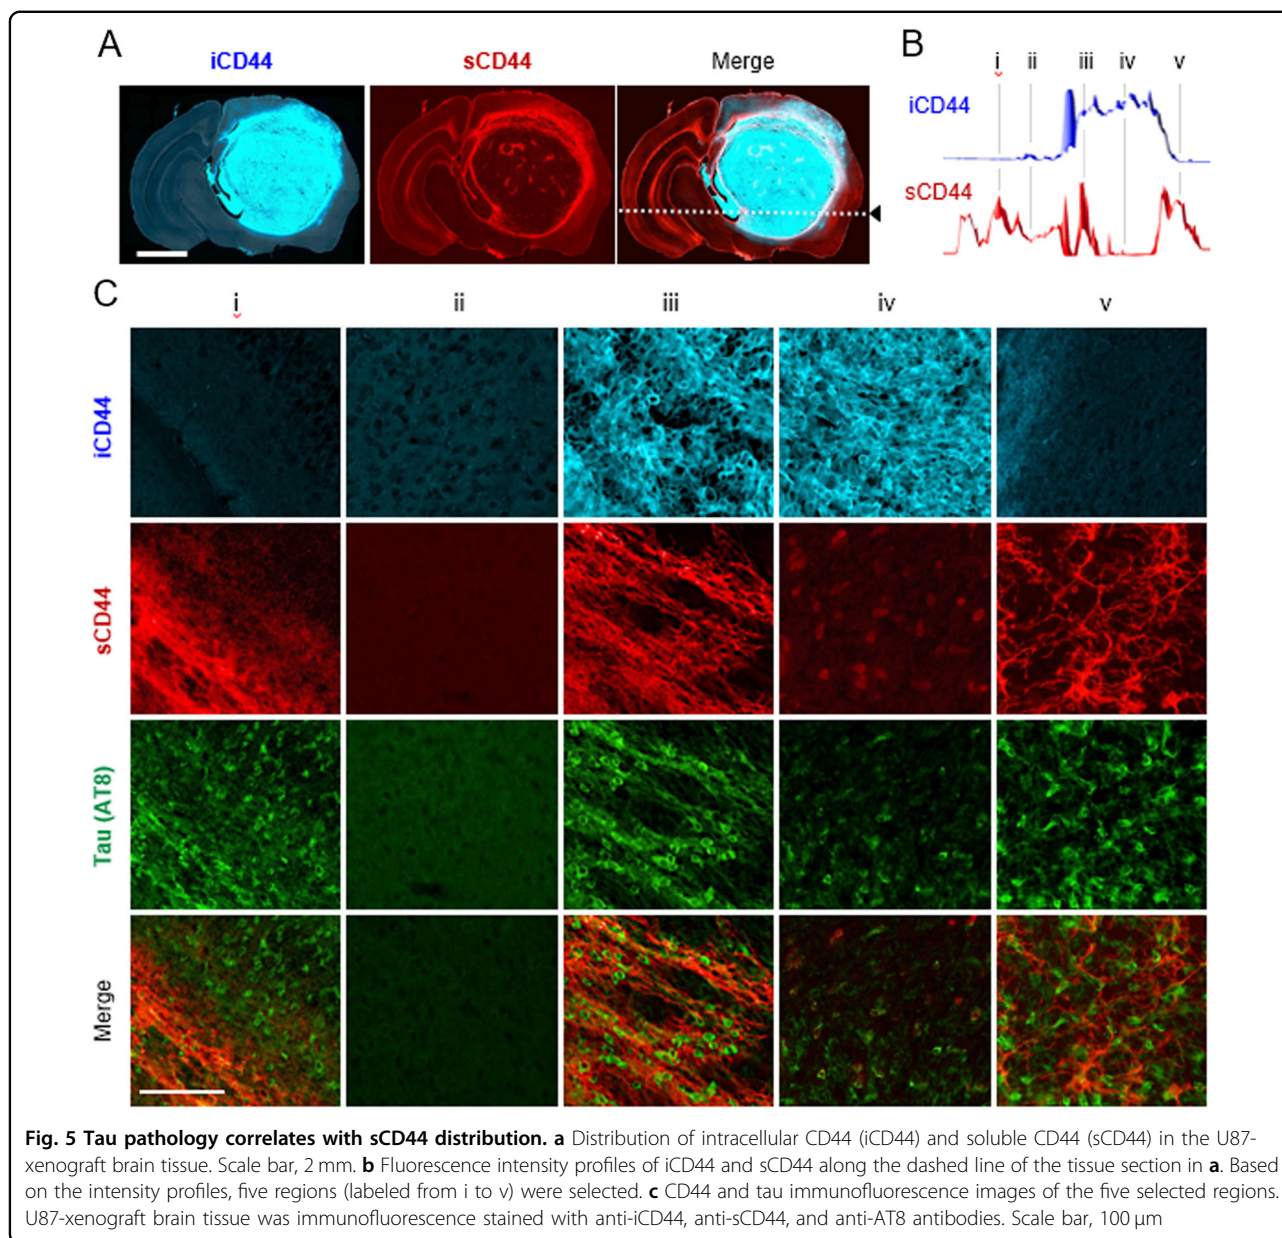 A
iCD44 sCD44 Merge
B
i ii iii iv v
iCD44
sCD44
C
i ii iii iv v
iCD44
sCD44
Tau (AT8)
Merge
Fig. 5 Tau pathology correlates with sCD44 distribution. a Distribution of intracellular CD44 (iCD44) and soluble CD44 (sCD44) in the U87-
xenograft brain tissue. Scale bar, 2 mm. b Fluorescence intensity profiles of iCD44 and sCD44 along the dashed line of the tissue section in a. Based
on the intensity profiles, five regions (labeled from i to v) were selected. c CD44 and tau immunofluorescence images of the five selected regions.
U87-xenograft brain tissue was immunofluorescence stained with anti-iCD44, anti-sCD44, and anti-AT8 antibodies. Scale bar, 100 µm